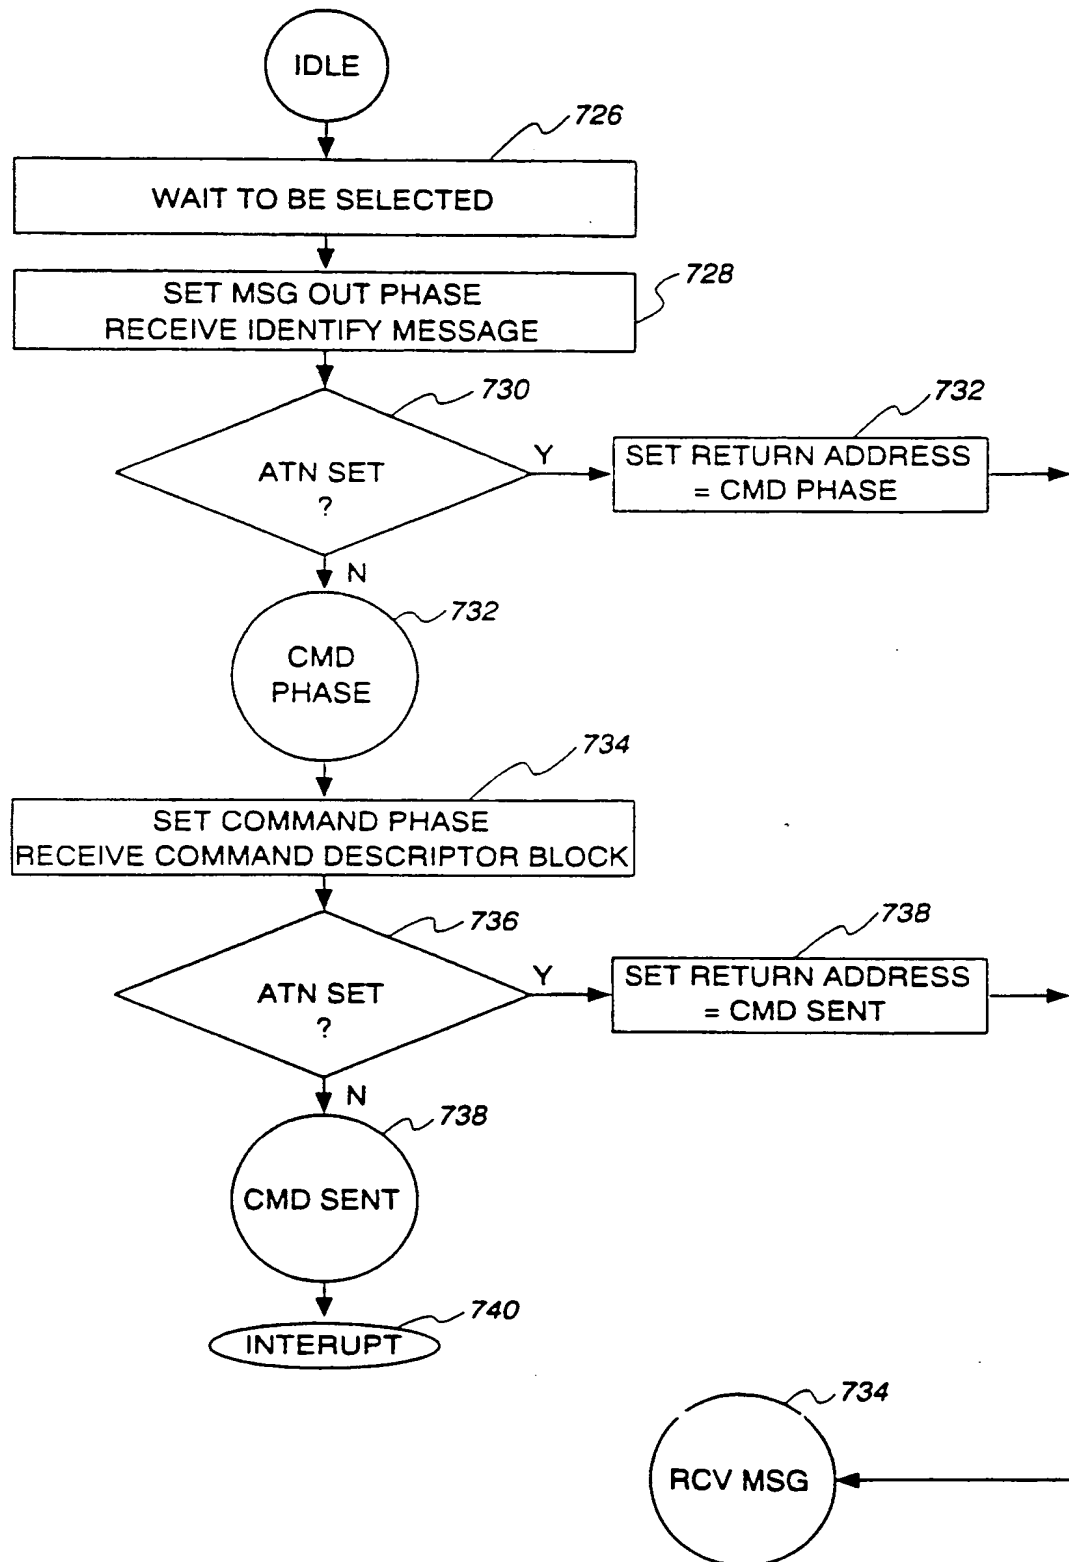 IDLE
726
WAIT TO BE SELECTED
728
SET MSG OUT PHASE
RECEIVE IDENTIFY MESSAGE
730
ATN SET
?
Y
732
SET RETURN ADDRESS
= CMD PHASE
N
732
CMD
PHASE
734
SET COMMAND PHASE
RECEIVE COMMAND DESCRIPTOR BLOCK
736
ATN SET
?
Y
738
SET RETURN ADDRESS
= CMD SENT
N
738
CMD SENT
740
INTERUPT
734
RCV MSG